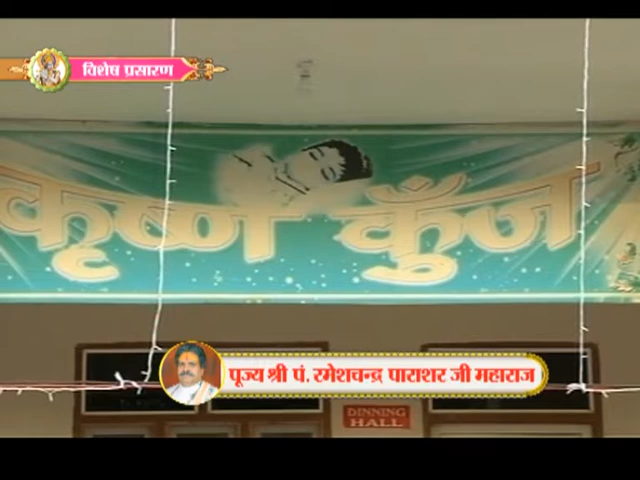 विशेष प्रसारण
कृष्ण कुँज
पूज्य श्री पं. रमेशचन्द्र पाराशर जी महाराज
DINNING
HALL